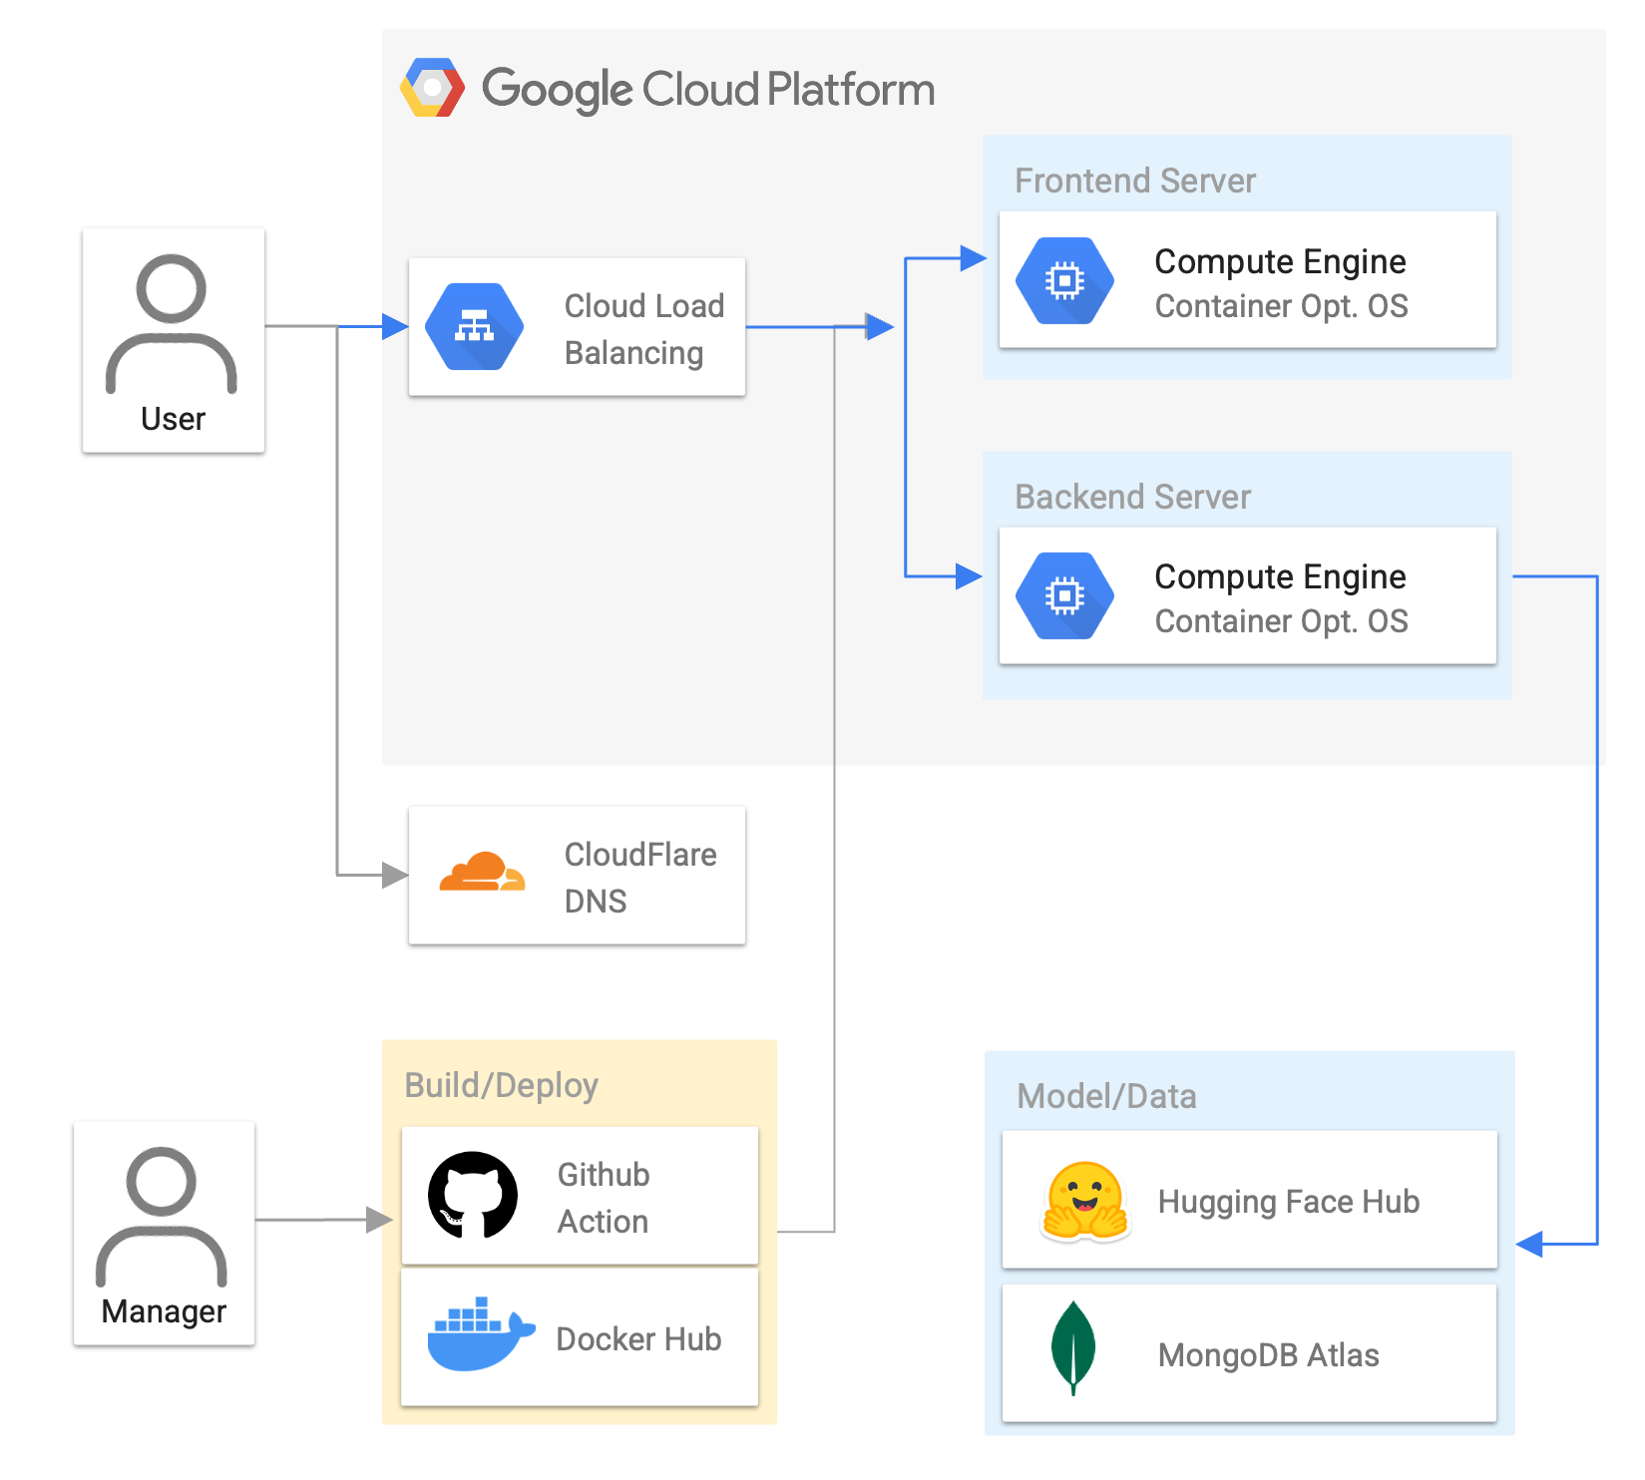 Google Cloud Platform
Frontend Server
Compute Engine
Container Opt. OS
Cloud Load
Balancing
User
Backend Server
Compute Engine
Container Opt. OS
CloudFlare
DNS
Build/Deploy
Github
Action
Docker Hub
Manager
Model/Data
Hugging Face Hub
MongoDB Atlas